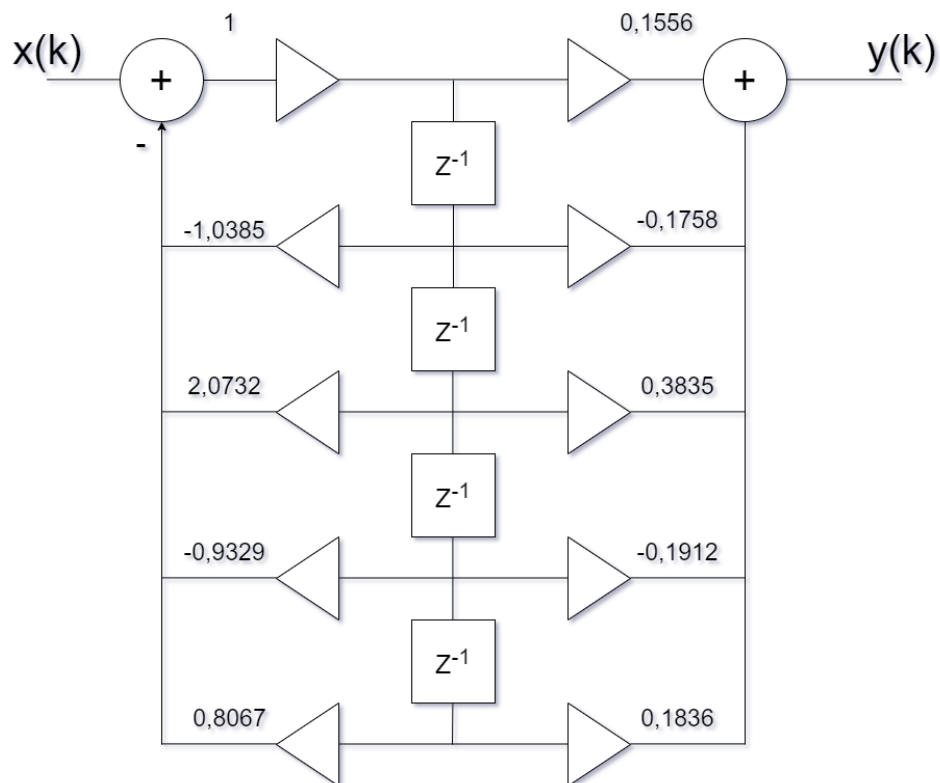 1
0,1556
x(k)
+
+
y(k)
-
Z-1
-1,0385
-0,1758
Z-1
2,0732
0,3835
Z-1
-0,9329
-0,1912
Z-1
0,8067
0,1836